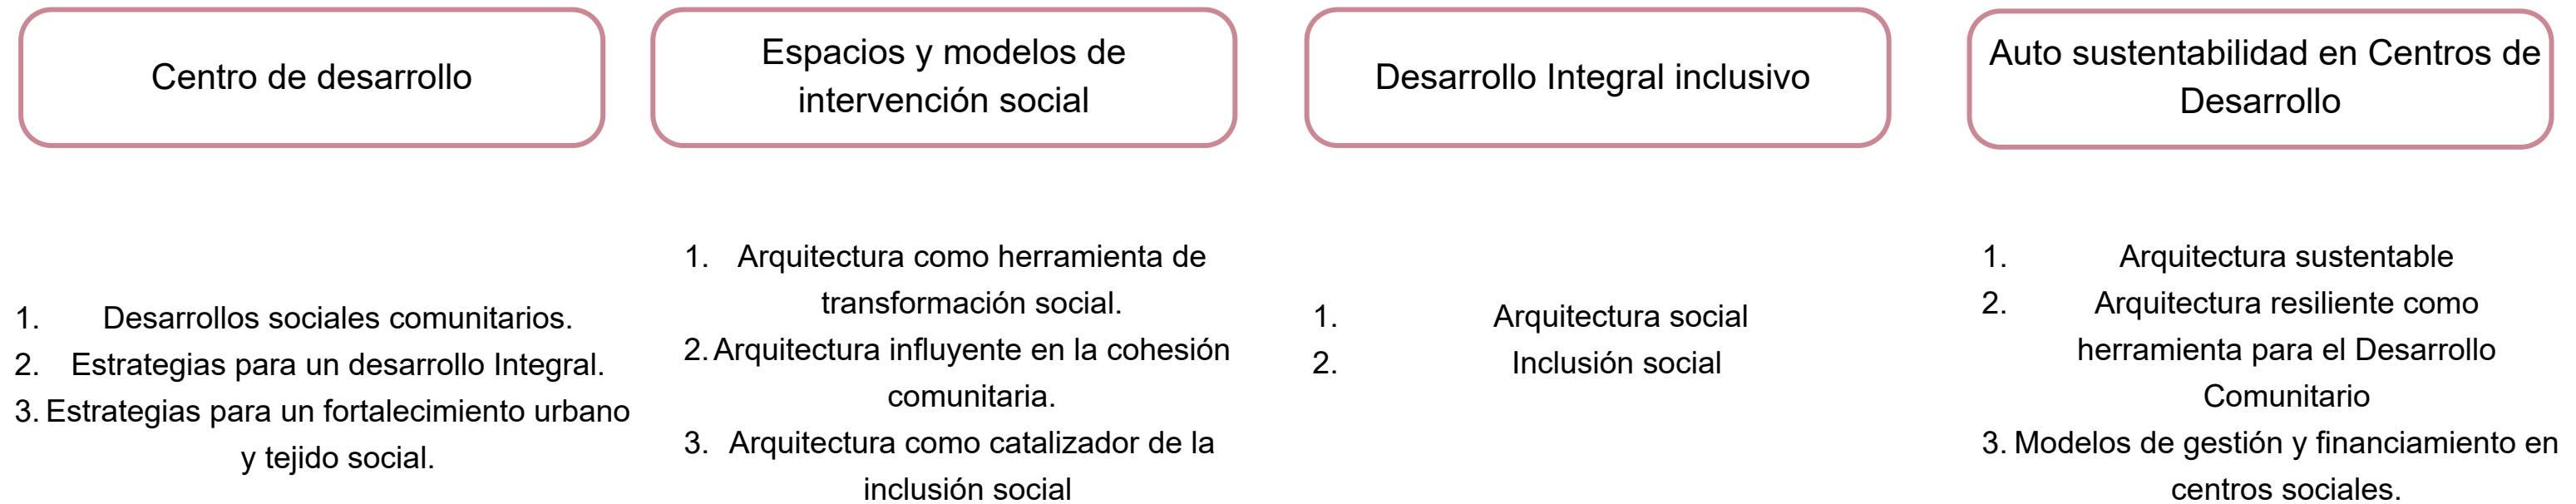 Centro de desarrollo
1. Desarrollos sociales comunitarios.
2. Estrategias para un desarrollo Integral.
3. Estrategias para un fortalecimiento urbano
y tejido social.
Espacios y modelos de
intervención social
1. Arquitectura como herramienta de
transformación social.
2. Arquitectura influyente en la cohesión
comunitaria.
3. Arquitectura como catalizador de la
inclusión social
Desarrollo Integral inclusivo
1. Arquitectura social
2. Inclusión social
Auto sustentabilidad en Centros de
Desarrollo
1. Arquitectura sustentable
2. Arquitectura resiliente como
herramienta para el Desarrollo
Comunitario
3. Modelos de gestión y financiamiento en
centros sociales.